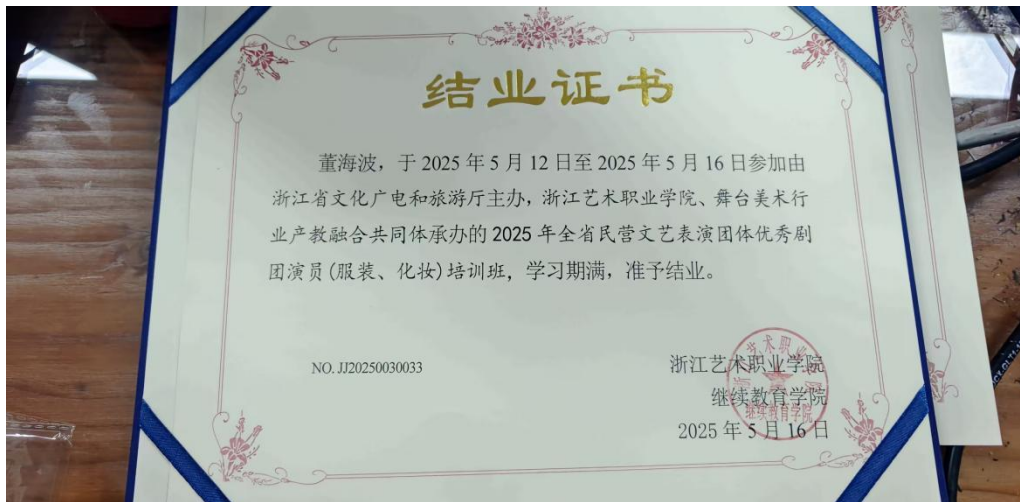 结业证书
董海波，于 2025 年 5 月 12 日至 2025 年 5 月 16 日参加由
浙江省文化广电和旅游厅主办，浙江艺术职业学院、舞台美术行
业产教融合共同体承办的 2025 年全省民营文艺表演团体优秀剧
团演员(服装、化妆)培训班，学习期满，准予结业。
NO. JJ20250030033
浙江艺术职业学院
继续教育学院
2025 年 5 月 16 日
继续教育学院